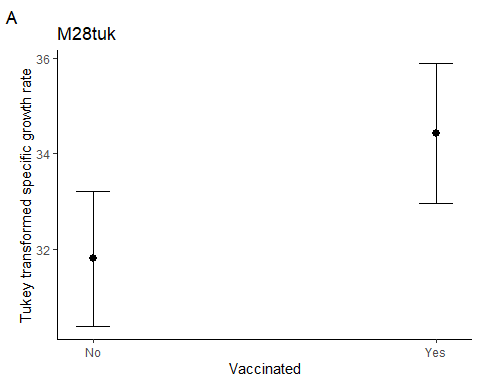 A
M28tuk
Tukey transformed specific growth rate
36
34
32
No
Yes
Vaccinated